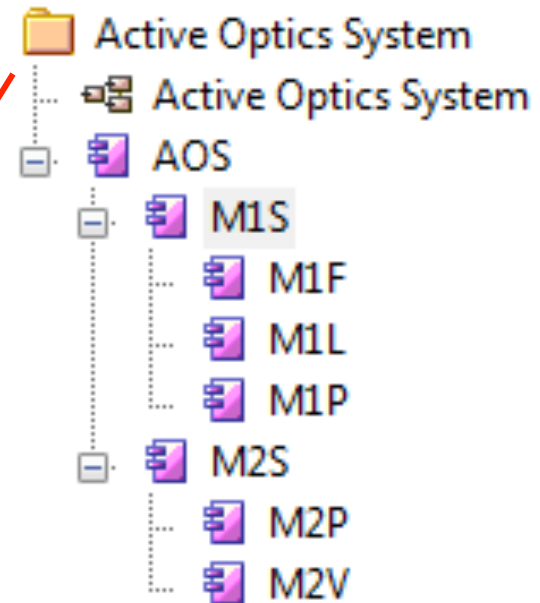 Active Optics System
Active Optics System
AOS
M1S
M1F
M1L
M1P
M2S
M2P
M2V